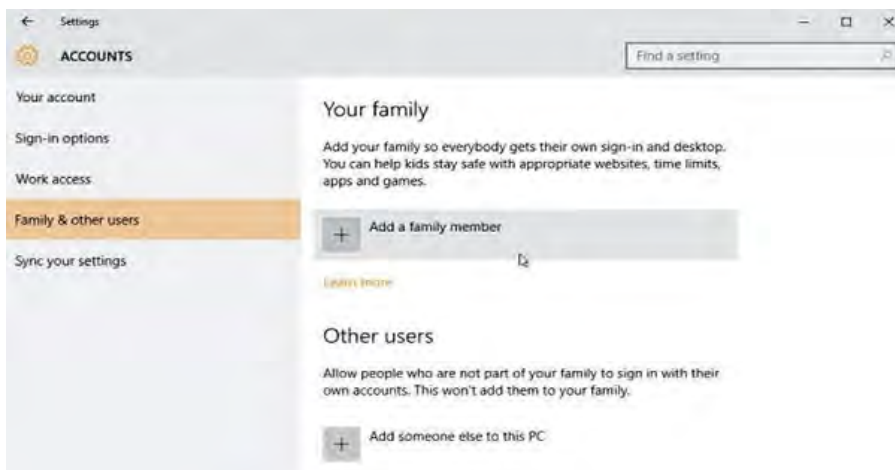 Settings
ACCOUNTS
Find a setting
Your account
Sign-in options
Work access
Family & other users
Sync your settings
Your family
Add your family so everybody gets their own sign-in and desktop.
You can help kids stay safe with appropriate websites, time limits,
apps and games.
Add a family member
Learn more
Other users
Allow people who are not part of your family to sign in with their
own accounts. This won't add them to your family.
Add someone else to this PC